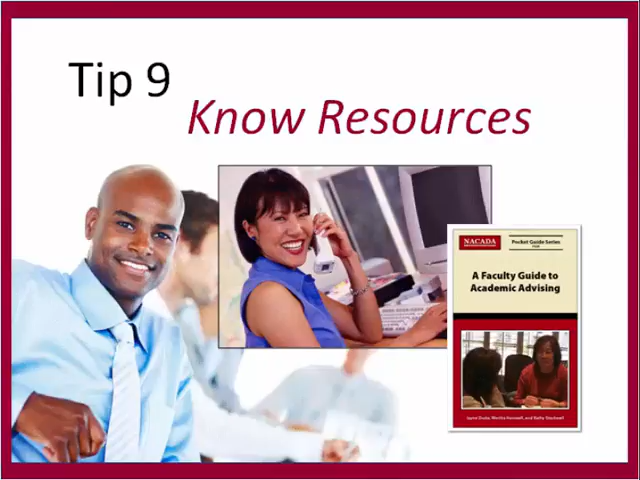 Tip 9
Know Resources
NACADA
Pocket Guide Series
A Faculty Guide to
Academic Advising